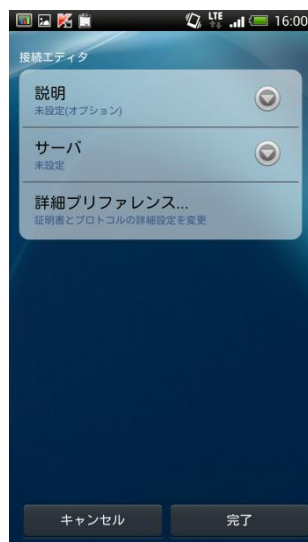 LTE 16:00
接続エディタ
説明
未設定(オプション)
サーバ
未設定
詳細プリファレンス...
証明書とプロトコルの詳細設定を変更
キャンセル 完了